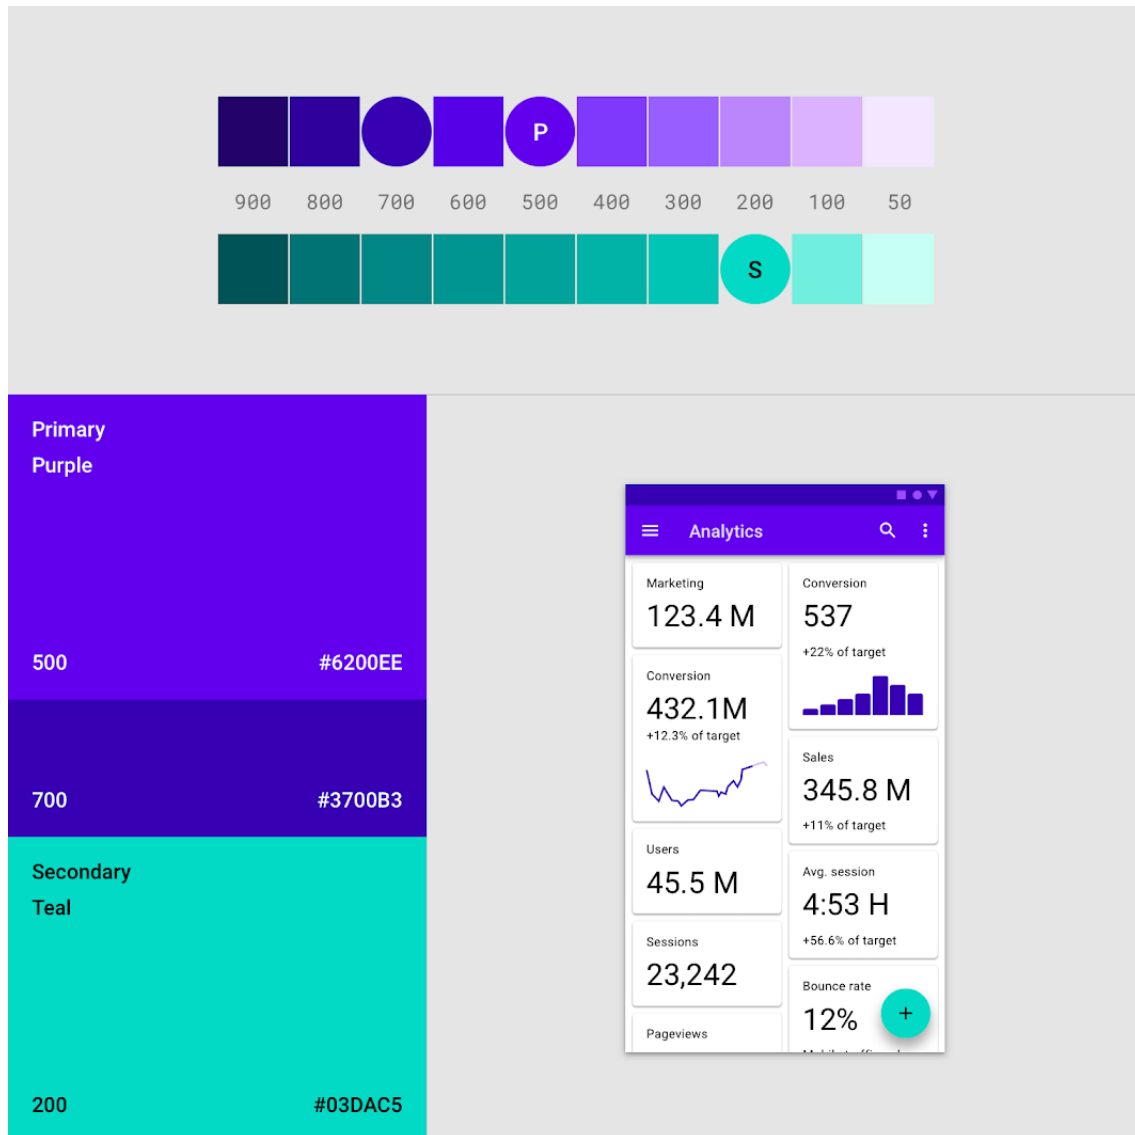 P
900 800 700 600 500 400 300 200 100 50
S
Primary
Purple
500 #6200EE
700 #3700B3
Secondary
Teal
200 #03DAC5
Analytics
Marketing
123.4 M
Conversion
432.1M
+12.3% of target
Users
45.5 M
Sessions
23,242
Pageviews
Conversion
537
+22% of target
Sales
345.8 M
+11% of target
Avg. session
4:53 H
+56.6% of target
Bounce rate
12%
+